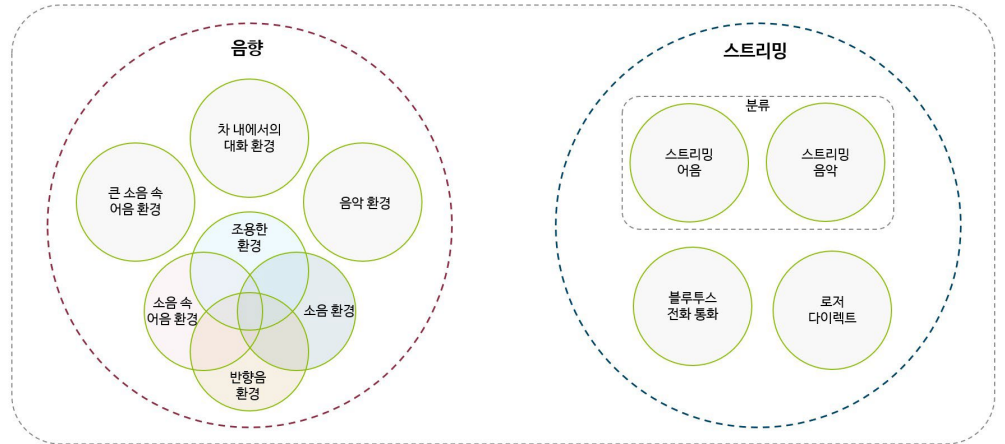 음향
차 내에서의
대화 환경
큰 소음 속
어음 환경
음악 환경
조용한
환경
소음 속
어음 환경
소음 환경
반향음
환경
스트리밍
분류
스트리밍
어음
스트리밍
음악
블루투스
전화 통화
로저
다이렉트